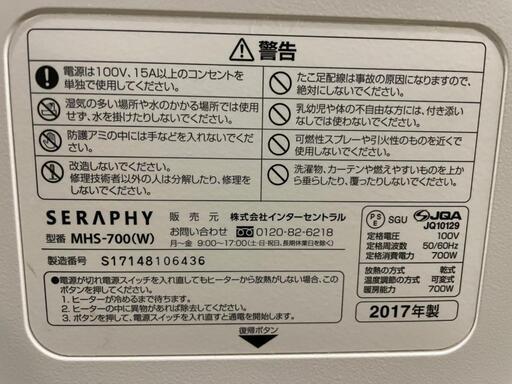 警告
電源は100V、15A以上のコンセントを
単独で使用してください。
湿気の多い場所や水のかかる場所では使用
せず、水を掛けたりしないでください。
防護アミの中には手などを入れないでくだ
さい。
改造しないでください。
修理技術者以外の人は分解したり、修理を
しないでください。
たこ足配線は事故の原因になりますので、
絶対にしないでください。
乳幼児や体の不自由な方には、付き添い
なしでは使わないでください。
可燃性スプレーや引火性のものを近くで
使用しないでください。
洗濯物、カーテンや燃えやすいものを上か
ら垂らしたり、覆ったりしないでください。
SERAPHY 販売元 株式会社インターセントラル
型番 MHS-700(W) お問い合わせ 0120-82-6218
月～金 9:00～17:00(土・日・祝日、長期休業日を除く)
製造番号 S17148106436
PSE SGU JQA
JQ10129
定格電圧 100V
定格周波数 50/60Hz
定格消費電力 700W
放熱の方式 乾式
温度調節の方式 可変式
暖房能力 700W
2017年製
●電源が切れ電源スイッチを入れ直してもヒーターから放熱がしない場合、この
ボタンを押してください。
1. ヒーターが冷えるまで待ってください。
2. ヒーターの中に異物があれば除去してください。
3. ボタンを押し、電源スイッチを入れ直すと通電を開始します。
復帰ボタン